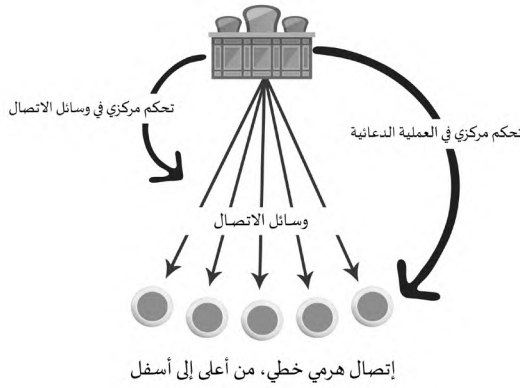 تحكم مركزي في وسائل الاتصال
تحكم مركزي في العملية الدعائية
وسائل الاتصال
إتصال هرمي خطي، من أعلى إلى أسفل